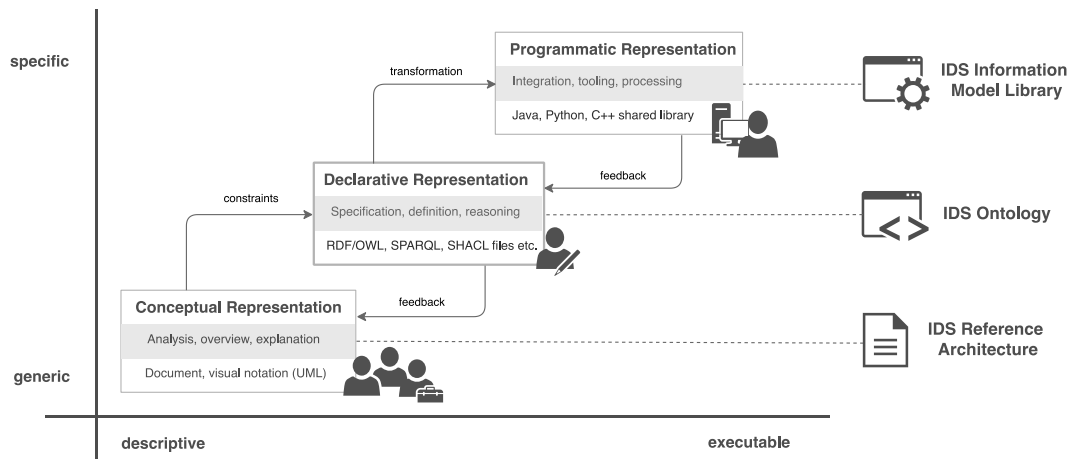 specific
Programmatic Representation
Integration, tooling, processing
Java, Python, C++ shared library
transformation
IDS Information
Model Library
feedback
Declarative Representation
Specification, definition, reasoning
RDF/OWL, SPARQL, SHACL files etc.
constraints
IDS Ontology
feedback
Conceptual Representation
Analysis, overview, explanation
Document, visual notation (UML)
IDS Reference
Architecture
generic
descriptive
executable